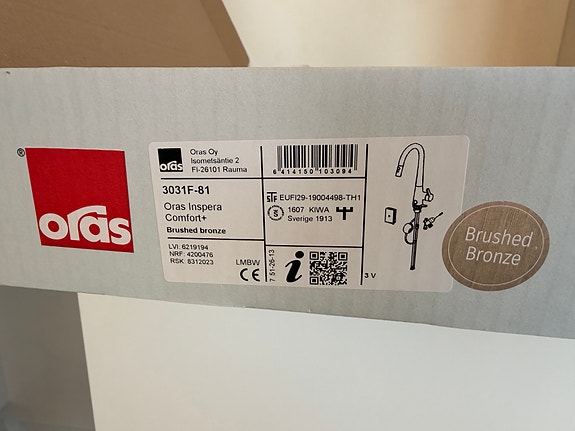 ®
oras
oras
Oras Oy
Isometsäntie 2
FI-26101 Rauma
3031F-81
Oras Inspera
Comfort+
Brushed bronze
LVI: 6219194
NRF: 4200476
RSK: 8312023
LMBW
CE
6 414150 103094
STF EUFI29-19004498-TH1
S 1607 KIWA
Sverige 1913
7 51-26-13
i
3 V
Brushed
Bronze